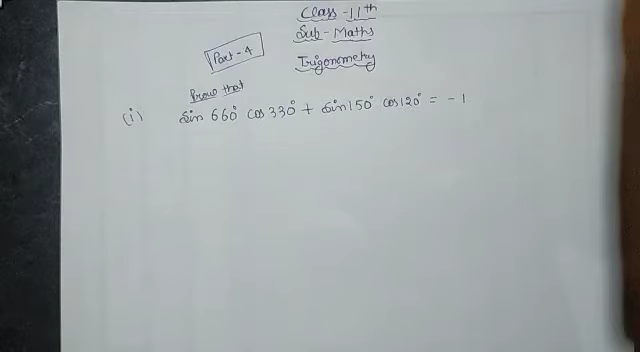 Class - 11th
Sub - Maths
Part - 4
Trigonometry
Prove that
(i) Sin 660° cos 330° + sin 150° cos 120° = - 1